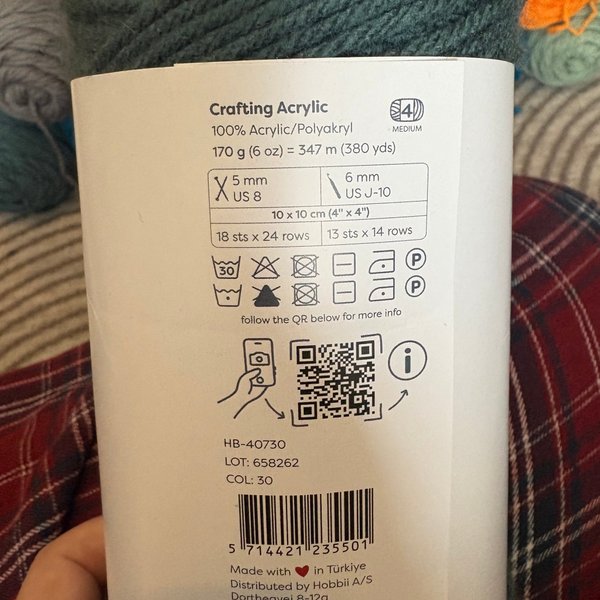 Crafting Acrylic
4
MEDIUM
100% Acrylic/Polyakryl
170 g (6 oz) = 347 m (380 yds)
5 mm
US 8
6 mm
US J-10
10 x 10 cm (4" x 4")
18 sts x 24 rows
13 sts x 14 rows
30
P
P
follow the QR below for more info
i
HB-40730
LOT: 658262
COL: 30
5 714421 235501
Made with ❤ in Türkiye
Distributed by Hobbii A/S
Dortheavej 8-12a